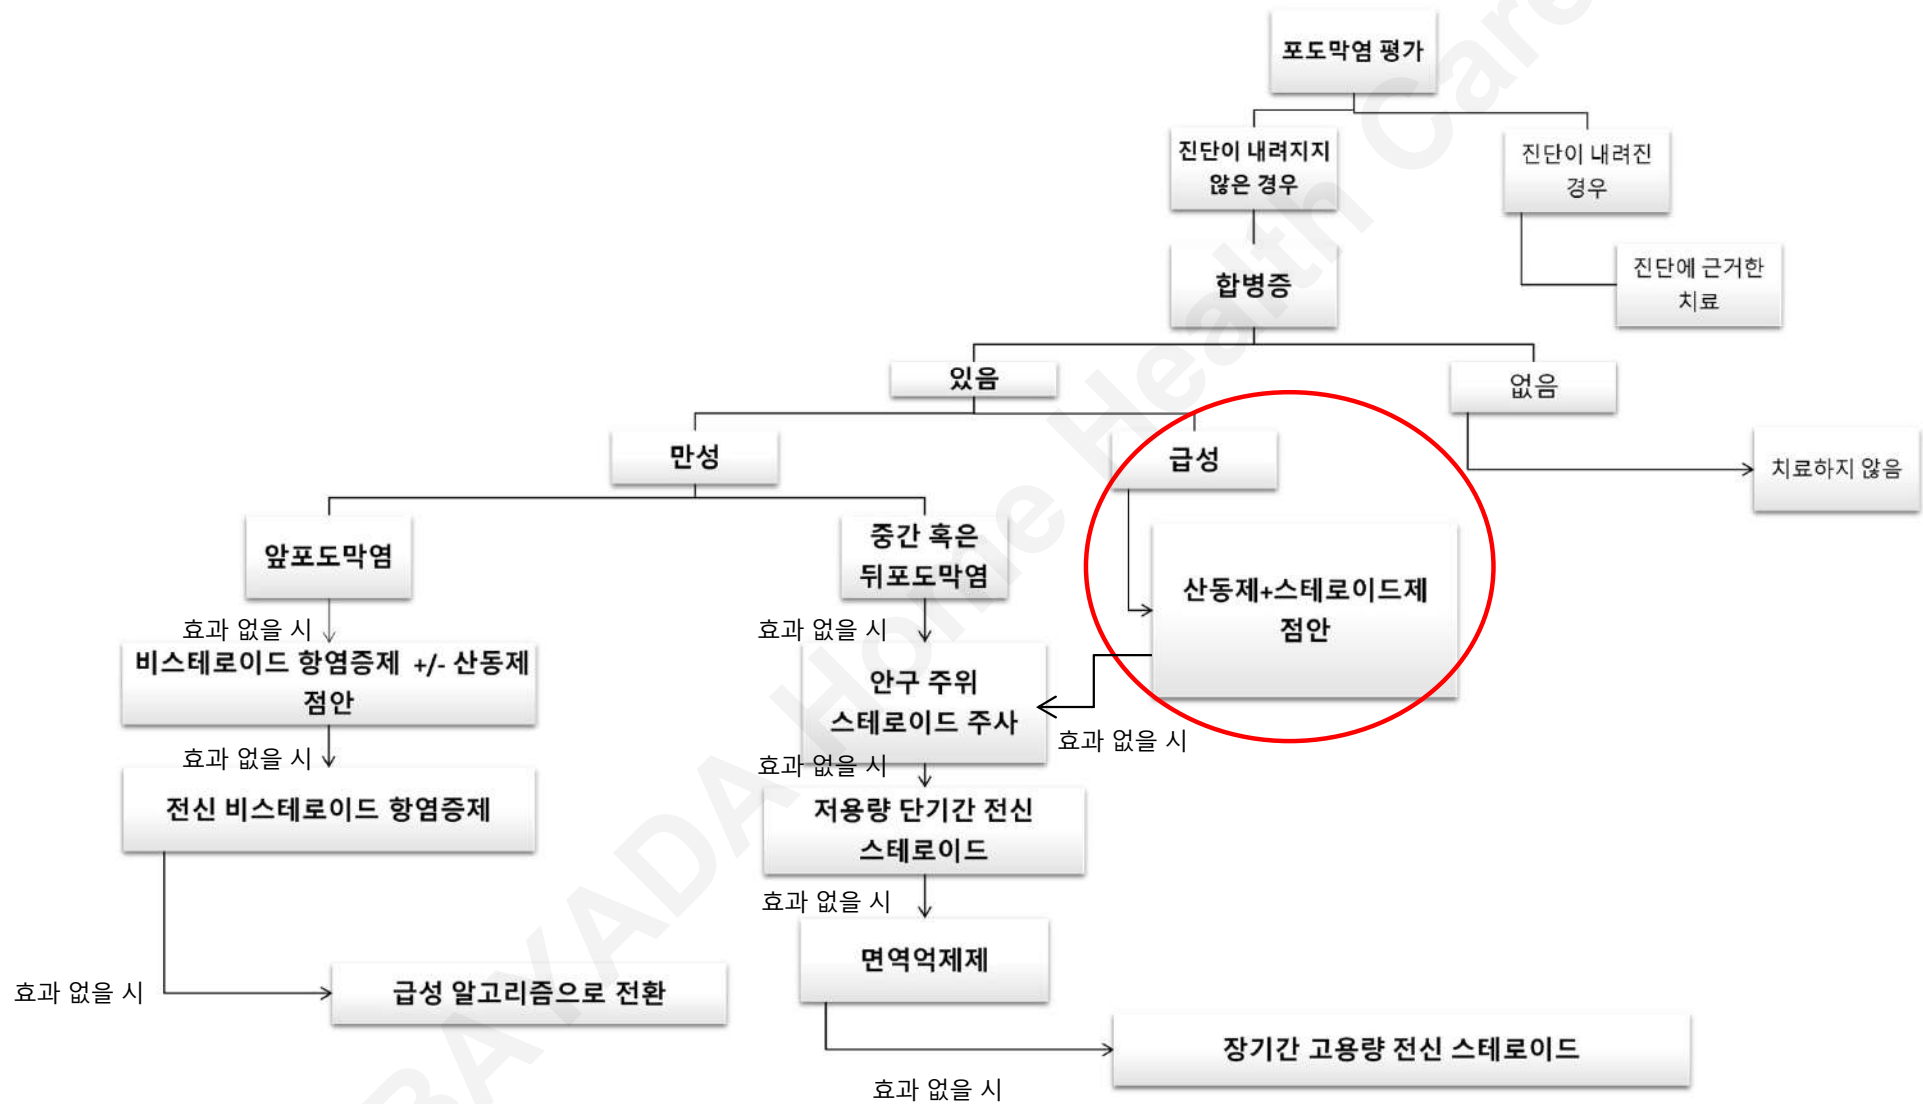 포도막염 평가
진단이 내려지지
않은 경우
진단이 내려진
경우
합병증
진단에 근거한
치료
있음
없음
만성
급성
치료하지 않음
앞포도막염
중간 혹은
뒤포도막염
산동제+스테로이드제
점안
효과 없을 시
효과 없을 시
비스테로이드 항염증제 +/- 산동제
점안
안구 주위
스테로이드 주사
효과 없을 시
효과 없을 시
효과 없을 시
전신 비스테로이드 항염증제
저용량 단기간 전신
스테로이드
효과 없을 시
면역억제제
효과 없을 시
급성 알고리즘으로 전환
장기간 고용량 전신 스테로이드
효과 없을 시
BAYADA Home Health Care